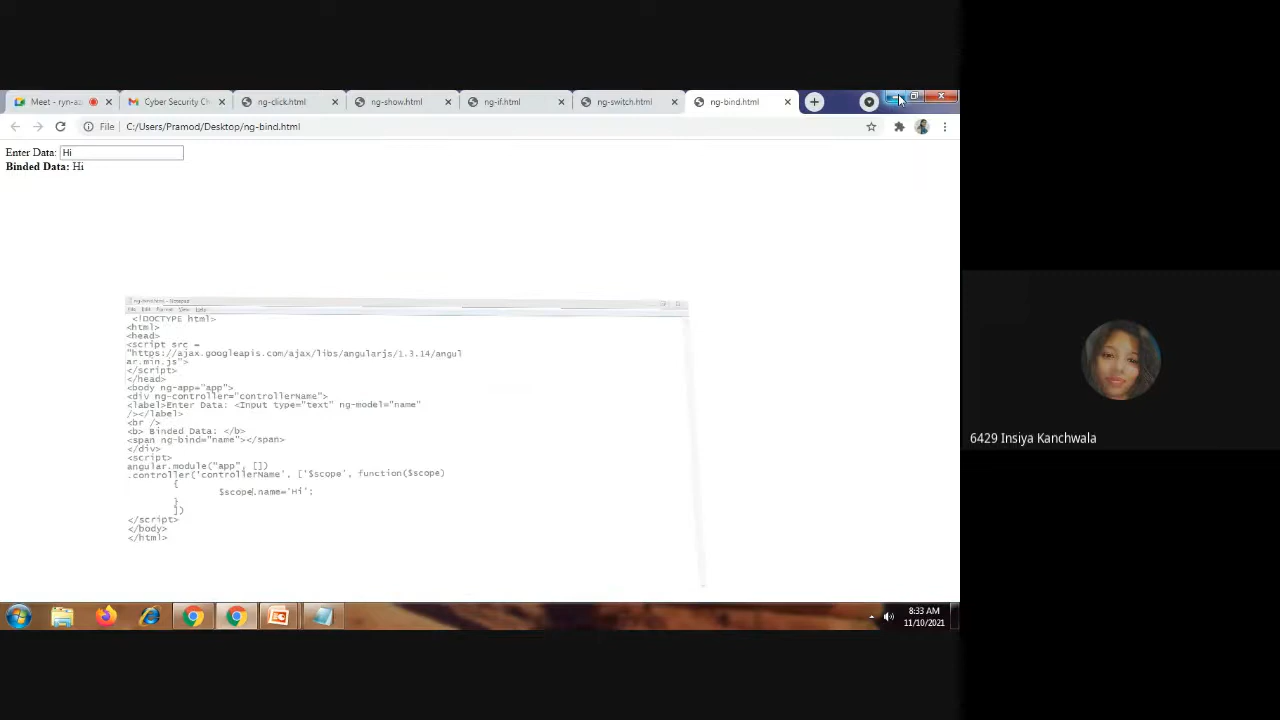 Meet - ryn-a
Cyber Security C
ng-click.html
ng-show.html
ng-if.html
ng-switch.html
ng-bind.html
File
C:/Users/Pramod/Desktop/ng-bind.html
Enter Data: Hi
Binded Data: Hi
File Edit Format View Help
<!DOCTYPE html>
<html>
<head>
<script src =
"https://ajax.googleapis.com/ajax/libs/angularjs/1.3.14/angul
ar.min.js">
</script>
</head>
<body ng-app="app">
<div ng-controller="controllerName">
<label>Enter Data: <Input type="text" ng-model="name"
/></label>
<br />
<b> Binded Data: </b>
<span ng-bind="name"></span>
</div>
<script>
angular.module("app", [])
.controller('controllerName', ['$scope', function($scope)
{
$scope.name='Hi';
}
])
</script>
</body>
</html>
6429 Insiya Kanchwala
8:33 AM
11/10/2021